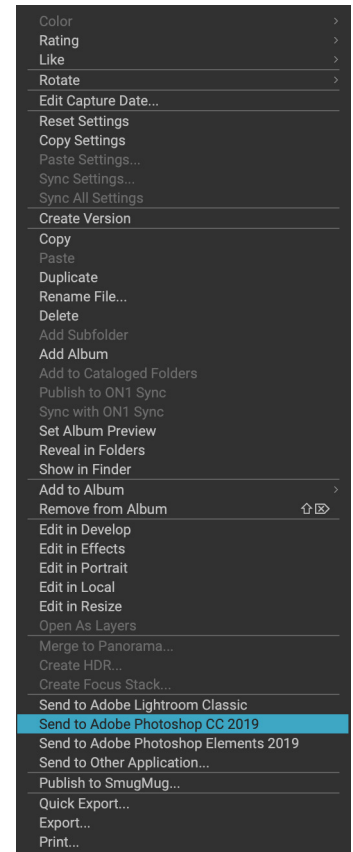 Color
Rating
Like
Rotate
Edit Capture Date...
Reset Settings
Copy Settings
Paste Settings...
Sync Settings...
Sync All Settings
Create Version
Copy
Paste
Duplicate
Rename File...
Delete
Add Subfolder
Add Album
Add to Cataloged Folders
Publish to ON1 Sync
Sync with ON1 Sync
Set Album Preview
Reveal in Folders
Show in Finder
Add to Album
Remove from Album ⇧⌦
Edit in Develop
Edit in Effects
Edit in Portrait
Edit in Local
Edit in Resize
Open As Layers
Merge to Panorama...
Create HDR...
Create Focus Stack...
Send to Adobe Lightroom Classic
Send to Adobe Photoshop CC 2019
Send to Adobe Photoshop Elements 2019
Send to Other Application...
Publish to SmugMug...
Quick Export...
Export...
Print...